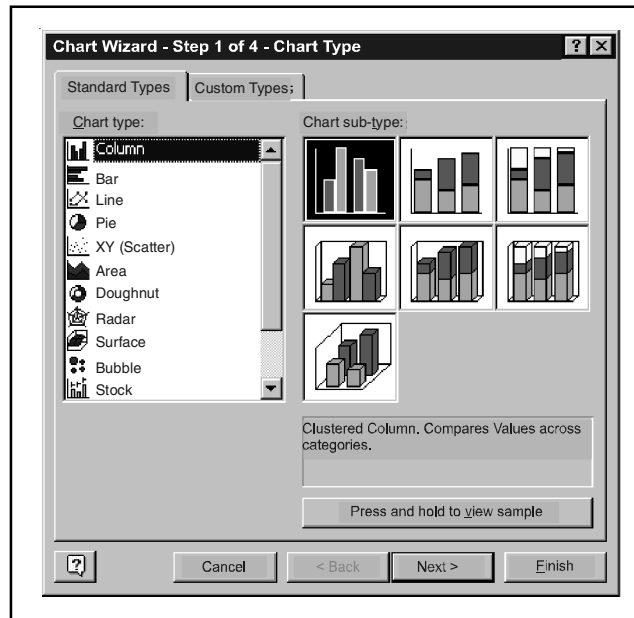 Chart Wizard - Step 1 of 4 - Chart Type
Standard Types
Custom Types;
Chart type:
Column
Bar
Line
Pie
XY (Scatter)
Area
Doughnut
Radar
Surface
Bubble
Stock
Chart sub-type:
Clustered Column. Compares Values across
categories.
Press and hold to view sample
Cancel
< Back
Next >
Finish